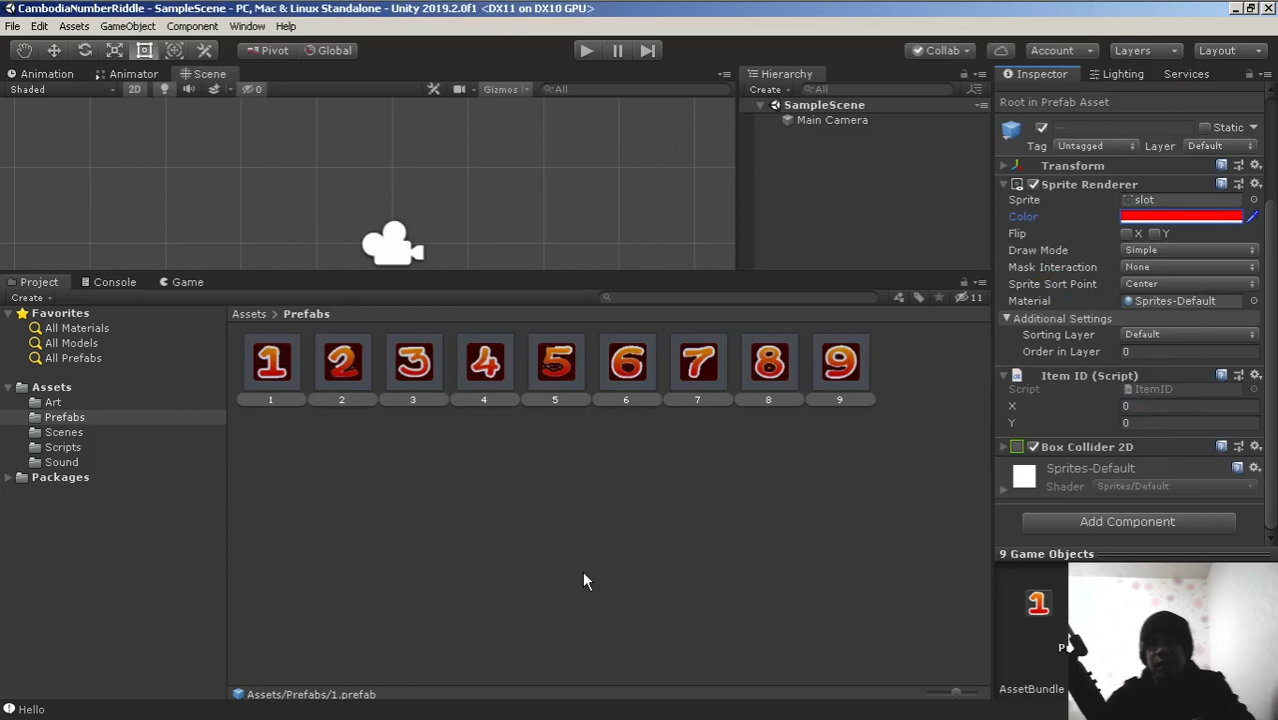 CambodiaNumberRiddle - SampleScene - PC, Mac & Linux Standalone - Unity 2019.2.0f1 <DX11 on DX10 GPU>
File Edit Assets GameObject Component Window Help
Pivot Global Collab Account Layers Layout
Animation Animator Scene
Shaded 2D 0 Gizmos All
Hierarchy
Create All
SampleScene
Main Camera
Inspector Lighting Services
Root in Prefab Asset
— Static
Tag Untagged Layer Default
Transform
Sprite Renderer
Sprite slot
Color
Flip X Y
Draw Mode Simple
Mask Interaction None
Sprite Sort Point Center
Material Sprites-Default
Additional Settings
Sorting Layer Default
Order in Layer 0
Item ID (Script)
Script ItemID
X 0
Y 0
Box Collider 2D
Sprites-Default
Shader Sprites/Default
Add Component
9 Game Objects
1
AssetBundle
Project Console Game
Create 11
Favorites
All Materials
All Models
All Prefabs
Assets
Art
Prefabs
Scenes
Scripts
Sound
Packages
Assets Prefabs
1 2 3 4 5 6 7 8 9
1 2 3 4 5 6 7 8 9
Assets/Prefabs/1.prefab
Hello